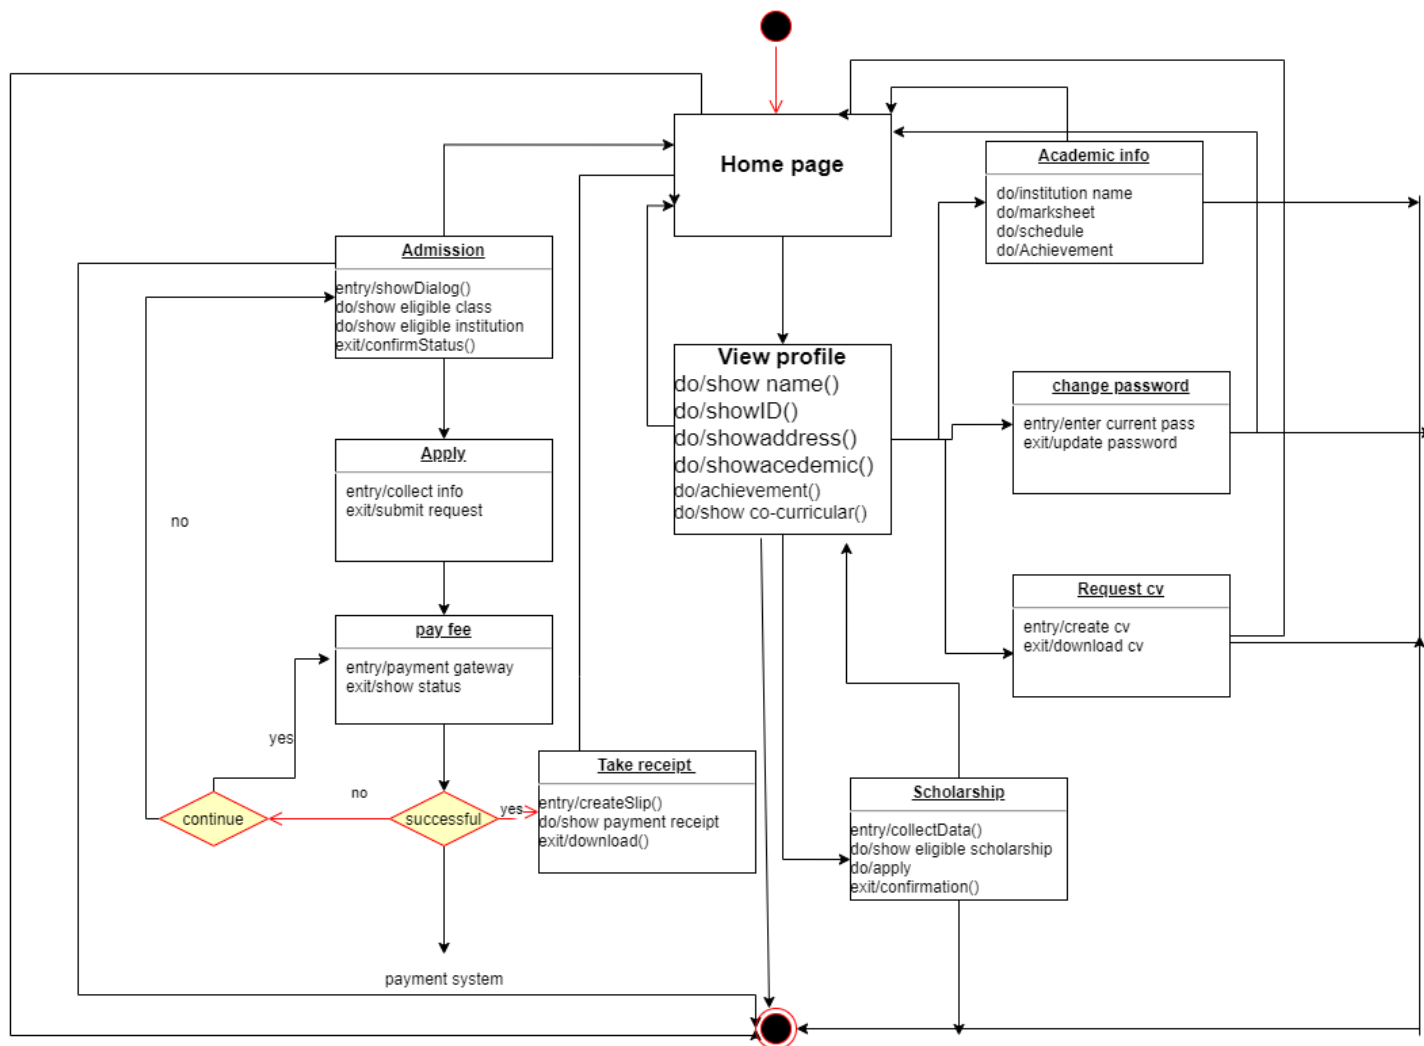 Home page
Academic info
do/institution name
do/marksheet
do/schedule
do/Achievement
Admission
entry/showDialog()
do/show eligible class
do/show eligible institution
exit/confirmStatus()
View profile
do/show name()
do/showID()
do/showaddress()
do/showacedemic()
do/achievement()
do/show co-curricular()
change password
entry/enter current pass
exit/update password
Apply
entry/collect info
exit/submit request
no
Request cv
entry/create cv
exit/download cv
pay fee
entry/payment gateway
exit/show status
yes
Take receipt
entry/createSlip()
do/show payment receipt
exit/download()
no
yes
continue
successful
Scholarship
entry/collectData()
do/show eligible scholarship
do/apply
exit/confirmation()
payment system